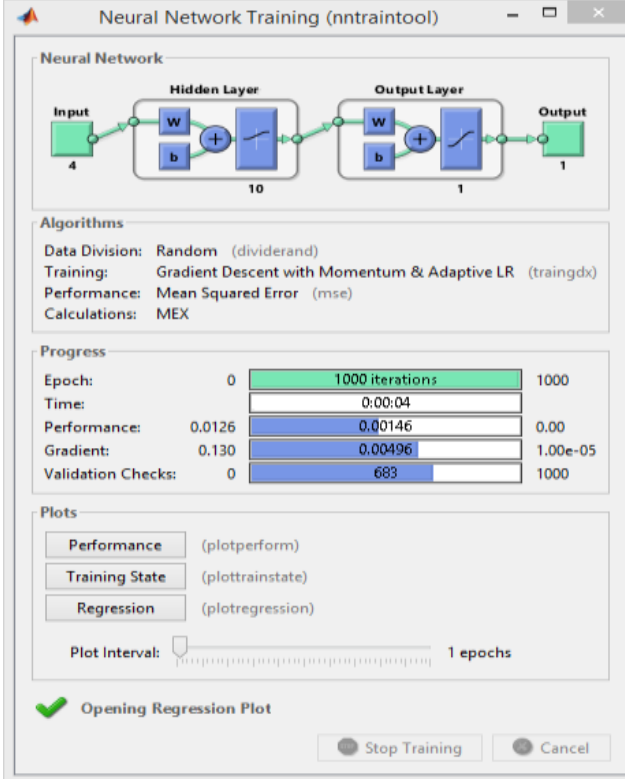 Neural Network Training (nntraintool)
Neural Network
Hidden Layer Output Layer
Input Output
W W
b b
4 10 1 1
Algorithms
Data Division: Random (dividerand)
Training: Gradient Descent with Momentum & Adaptive LR (traingdx)
Performance: Mean Squared Error (mse)
Calculations: MEX
Progress
Epoch: 0 1000 iterations 1000
Time: 0:00:04
Performance: 0.0126 0.00146 0.00
Gradient: 0.130 0.00496 1.00e-05
Validation Checks: 0 683 1000
Plots
Performance (plotperform)
Training State (plottrainstate)
Regression (plotregression)
Plot Interval: 1 epochs
Opening Regression Plot
Stop Training Cancel